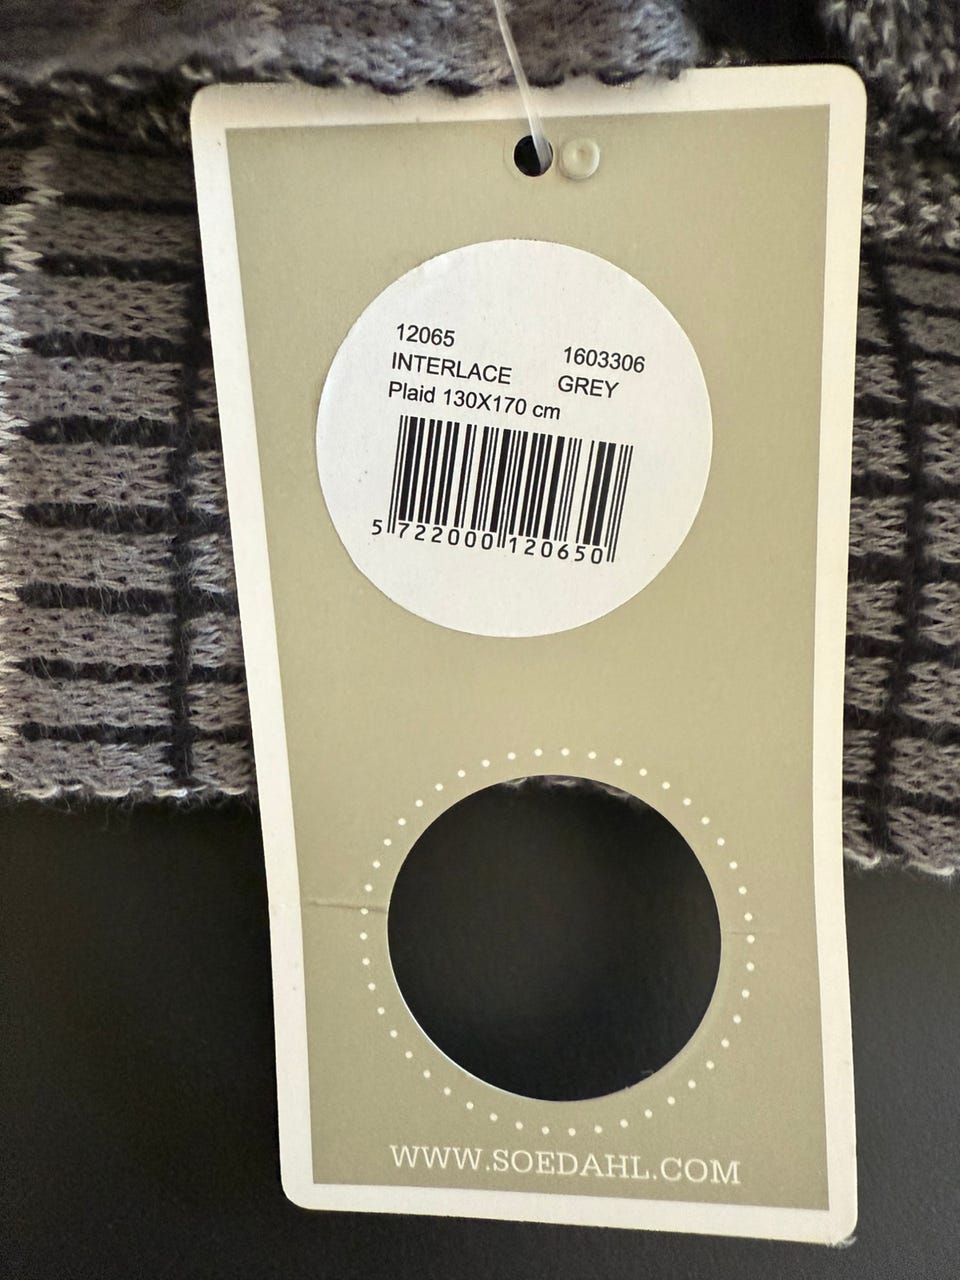 12065 1603306
INTERLACE GREY
Plaid 130X170 cm
5 722000 120650
WWW.SOEDAHL.COM